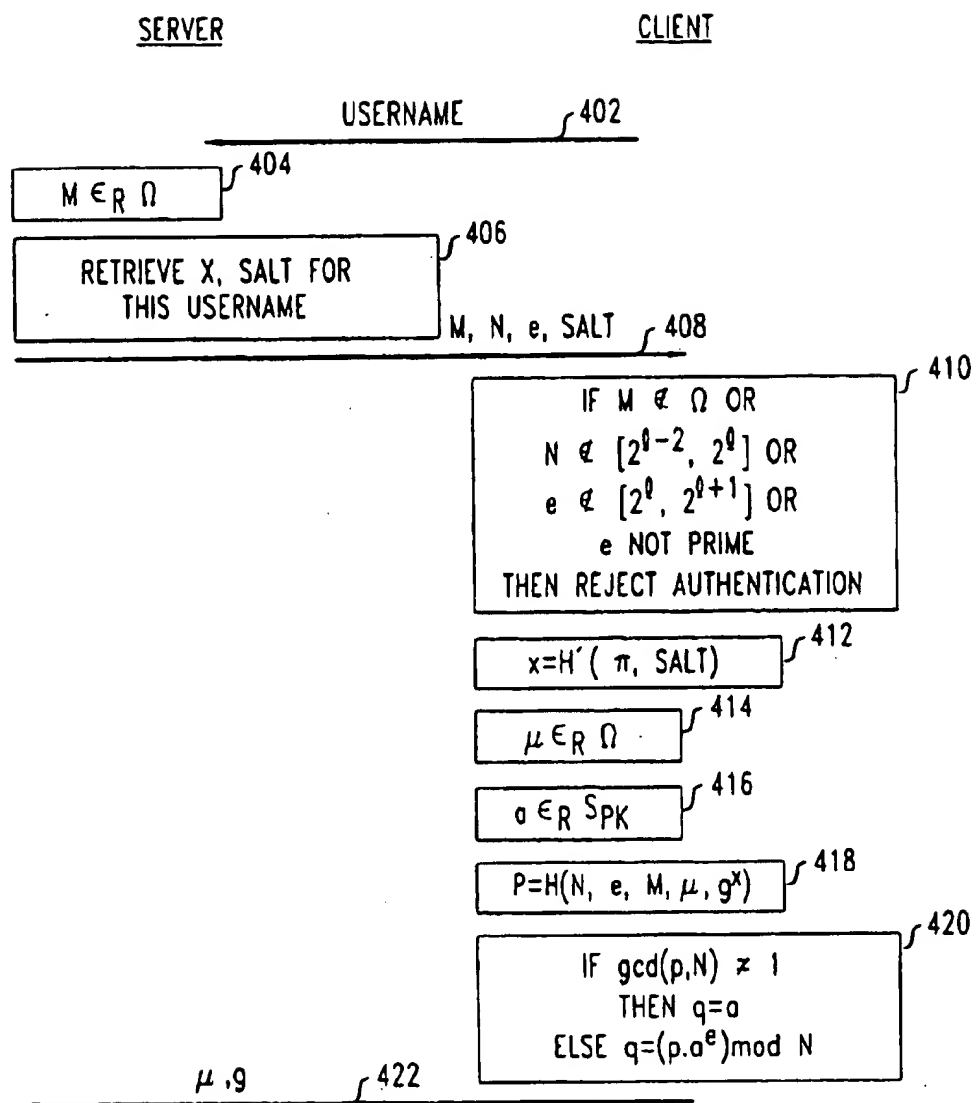 SERVER
CLIENT
USERNAME
402
404
M ∈R Ω
406
RETRIEVE X, SALT FOR
THIS USERNAME
M, N, e, SALT
408
410
IF M ∉ Ω OR
N ∉ [2^ℓ-2, 2^ℓ] OR
e ∉ [2^ℓ, 2^ℓ+1] OR
e NOT PRIME
THEN REJECT AUTHENTICATION
412
x=H´( π, SALT)
414
μ ∈R Ω
416
a ∈R SPK
418
P=H(N, e, M, μ, g^x)
420
IF gcd(p,N) ≠ 1
THEN q=a
ELSE q=(p.a^e)mod N
μ ,g
422